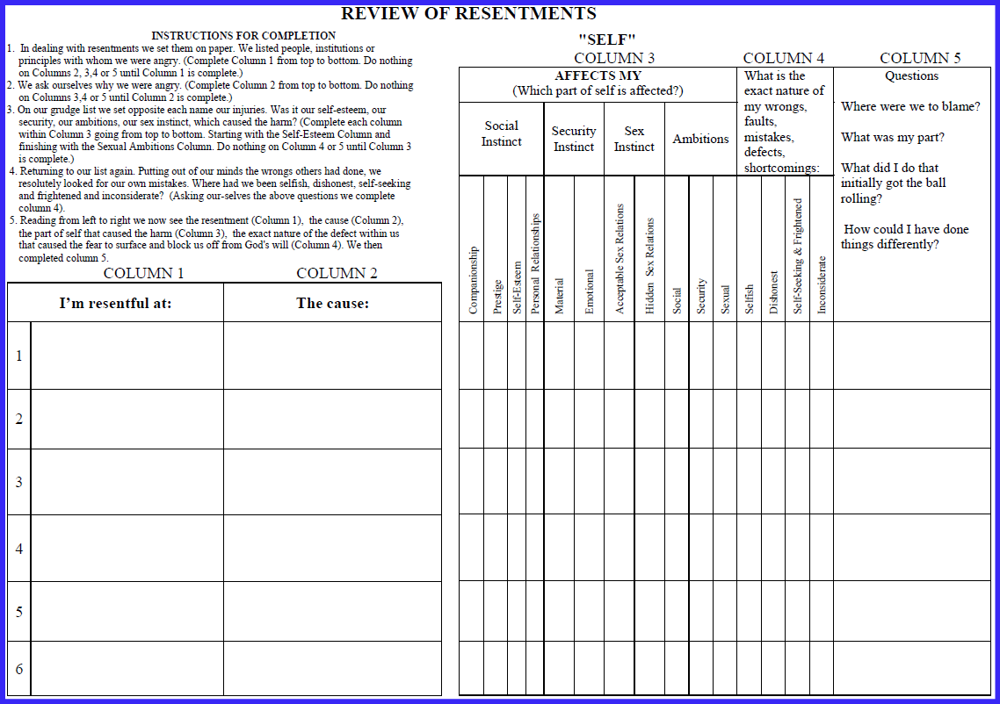 REVIEW OF RESENTMENTS
INSTRUCTIONS FOR COMPLETION
1. In dealing with resentments we set them on paper. We listed people, institutions or
principles with whom we were angry. (Complete Column 1 from top to bottom. Do nothing
on Columns 2, 3,4 or 5 until Column 1 is complete.)
2. We ask ourselves why we were angry. (Complete Column 2 from top to bottom. Do nothing
on Columns 3,4 or 5 until Column 2 is complete.)
3. On our grudge list we set opposite each name our injuries. Was it our self-esteem, our
security, our ambitions, our sex instinct, which caused the harm? (Complete each column
within Column 3 going from top to bottom. Starting with the Self-Esteem Column and
finishing with the Sexual Ambitions Column. Do nothing on Column 4 or 5 until Column 3
is complete.)
4. Returning to our list again. Putting out of our minds the wrongs others had done, we
resolutely looked for our own mistakes. Where had we been selfish, dishonest, self-seeking
and frightened and inconsiderate? (Asking our-selves the above questions we complete
column 4).
5. Reading from left to right we now see the resentment (Column 1), the cause (Column 2),
the part of self that caused the harm (Column 3), the exact nature of the defect within us
that caused the fear to surface and block us off from God's will (Column 4). We then
completed column 5.
COLUMN 1
COLUMN 2
I’m resentful at:
The cause:
1
2
3
4
5
6
"SELF"
COLUMN 3
AFFECTS MY
(Which part of self is affected?)
Social
Instinct
Security
Instinct
Sex
Instinct
Ambitions
Companionship
Prestige
Self-Esteem
Personal Relationships
Material
Emotional
Acceptable Sex Relations
Hidden Sex Relations
Social
Security
Sexual
COLUMN 4
What is the
exact nature of
my wrongs,
faults,
mistakes,
defects,
shortcomings:
Selfish
Dishonest
Self-Seeking & Frightened
Inconsiderate
COLUMN 5
Questions
Where were we to blame?
What was my part?
What did I do that
initially got the ball
rolling?
How could I have done
things differently?